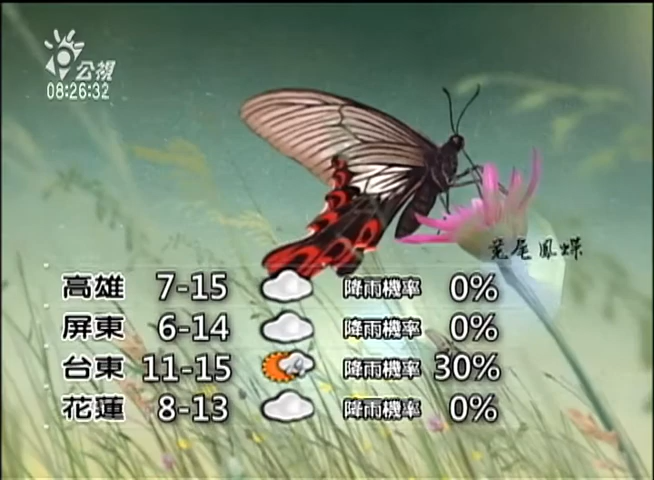 公視
08:26:32
寬尾鳳蝶
高雄 7-15 降雨機率 0%
屏東 6-14 降雨機率 0%
台東 11-15 降雨機率 30%
花蓮 8-13 降雨機率 0%